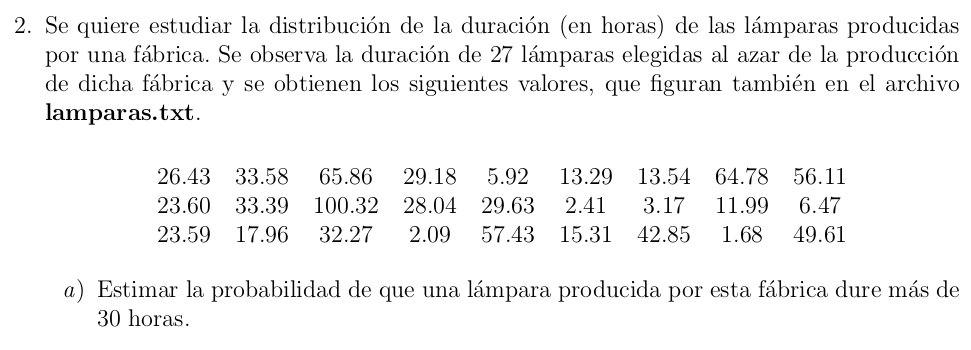 2. Se quiere estudiar la distribución de la duración (en horas) de las lámparas producidas
por una fábrica. Se observa la duración de 27 lámparas elegidas al azar de la producción
de dicha fábrica y se obtienen los siguientes valores, que figuran también en el archivo
lamparas.txt.
26.43 33.58 65.86 29.18 5.92 13.29 13.54 64.78 56.11
23.60 33.39 100.32 28.04 29.63 2.41 3.17 11.99 6.47
23.59 17.96 32.27 2.09 57.43 15.31 42.85 1.68 49.61
a) Estimar la probabilidad de que una lámpara producida por esta fábrica dure más de
30 horas.